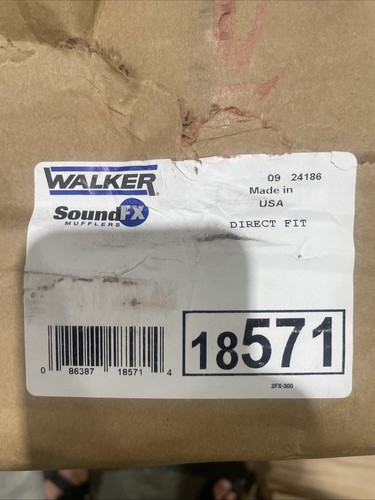 WALKER
SoundFX
MUFFLERS
09 24186
Made in
USA
DIRECT FIT
0 86387 18571 4
18571
2FX-300